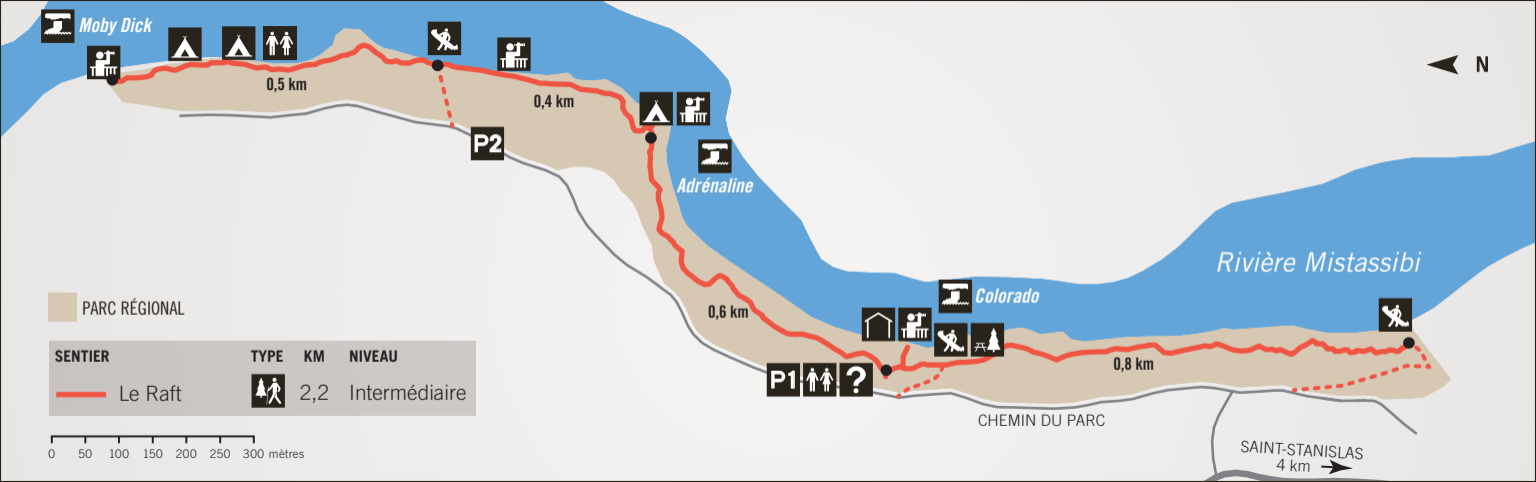 Moby Dick
0,5 km
0,4 km
P2
Adrénaline
N
Rivière Mistassibi
Colorado
0,6 km
P1
?
0,8 km
CHEMIN DU PARC
SAINT-STANISLAS
4 km
PARC RÉGIONAL
SENTIER TYPE KM NIVEAU
Le Raft 2,2 Intermédiaire
0 50 100 150 200 250 300 mètres